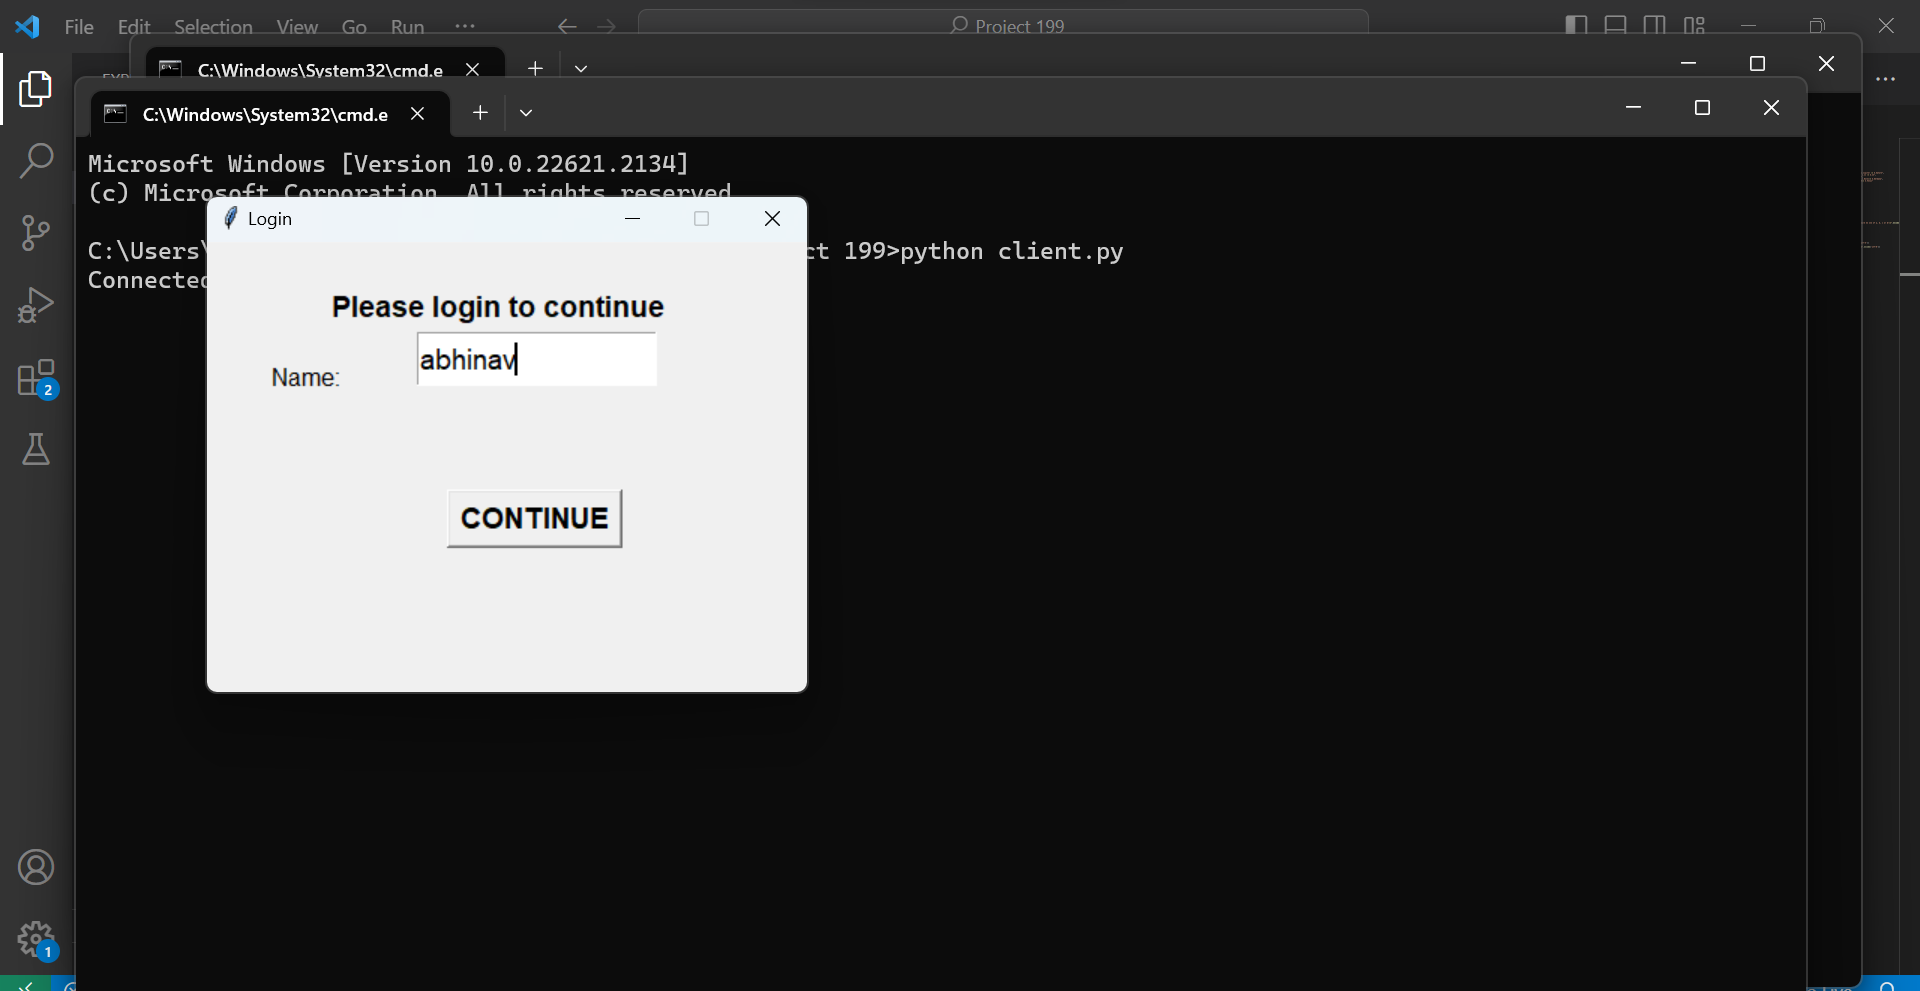 File Edit Selection View Go Run ...
Project 199
C:\Windows\System32\cmd.e
C:\Windows\System32\cmd.e
Microsoft Windows [Version 10.0.22621.2134]
(c) Microsoft Corporation. All rights reserved
C:\Users\
ct 199>python client.py
Connected
Login
Please login to continue
Name:
abhinav
CONTINUE
2
1